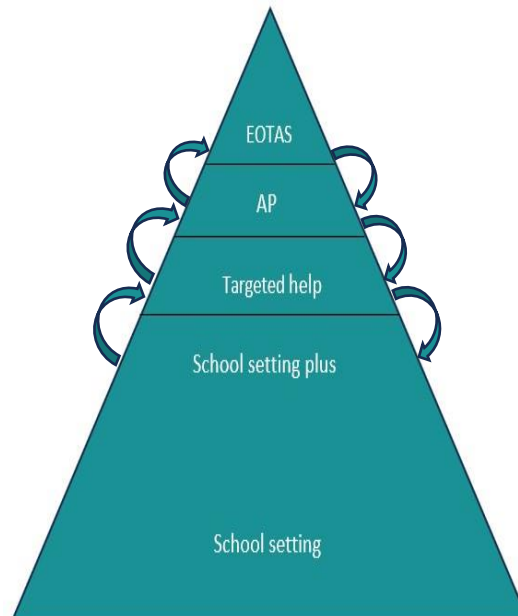 EOTAS
AP
Targeted help
School setting plus
School setting